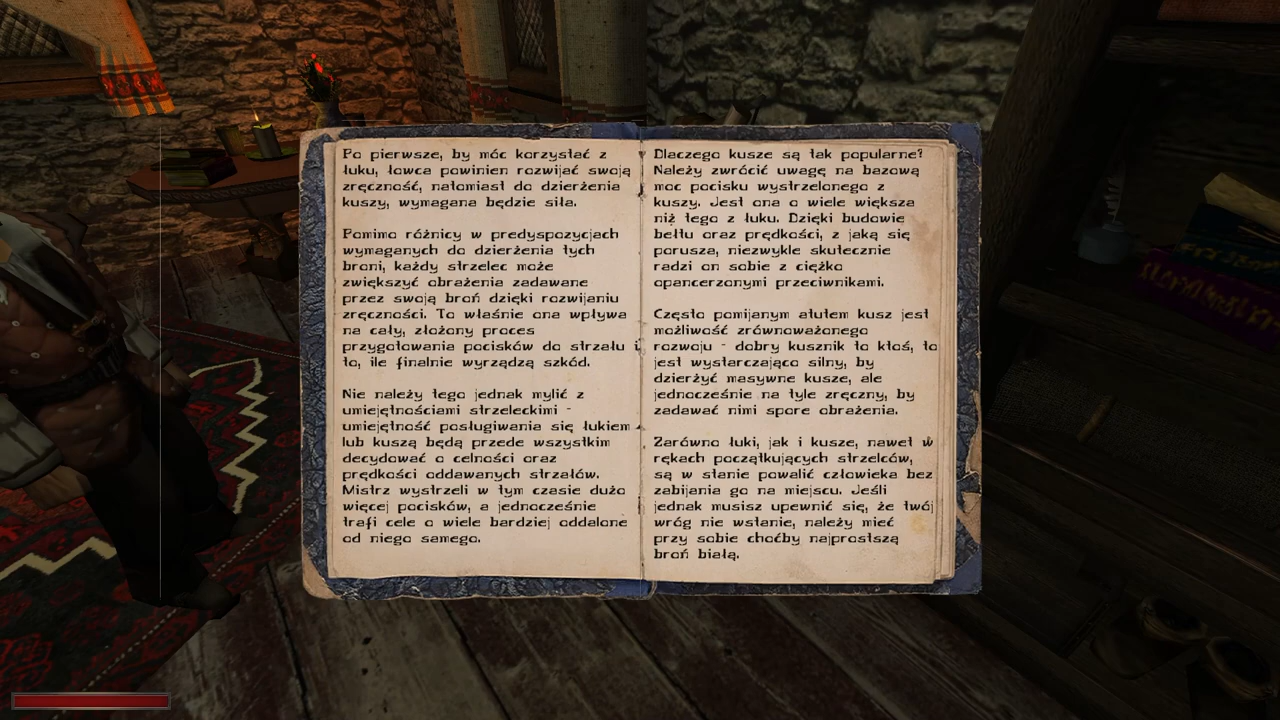 Po pierwsze, by móc korzystać z
łuku, łowca powinien rozwijać swoją
zręczność, natomiast do dzierżenia
kuszy, wymagana będzie siła.
Pomimo różnicy w predyspozycjach
wymaganych do dzierżenia tych
broni, każdy strzelec może
zwiększyć obrażenia zadawane
przez swoją broń dzięki rozwijaniu
zręczności. To właśnie ona wpływa
na cały, złożony proces
przygotowania pocisków do strzału i
to, ile finalnie wyrządzą szkód.
Nie należy tego jednak mylić z
umiejętnościami strzeleckimi -
umiejętność posługiwania się łukiem
lub kuszą będą przede wszystkim
decydować o celności oraz
prędkości oddawanych strzałów.
Mistrz wystrzeli w tym czasie dużo
więcej pocisków, a jednocześnie
trafi cele o wiele bardziej oddalone
od niego samego.
Dlaczego kusze są tak popularne?
Należy zwrócić uwagę na bazową
moc pocisku wystrzelonego z
kuszy. Jest ona o wiele większa
niż tego z łuku. Dzięki budowie
bełtu oraz prędkości, z jaką się
porusza, niezwykle skutecznie
radzi on sobie z ciężko
opancerzonymi przeciwnikami.
Często pomijanym atutem kusz jest
możliwość zrównoważonego
rozwoju - dobry kusznik to ktoś, to
jest wystarczająco silny, by
dzierżyć masywne kusze, ale
jednocześnie na tyle zręczny, by
zadawać nimi spore obrażenia.
Zarówno łuki, jak i kusze, nawet w
rękach początkujących strzelców,
są w stanie powalić człowieka bez
zabijania go na miejscu. Jeśli
jednak musisz upewnić się, że twój
wróg nie wstanie, należy mieć
przy sobie choćby najprostszą
broń białą.